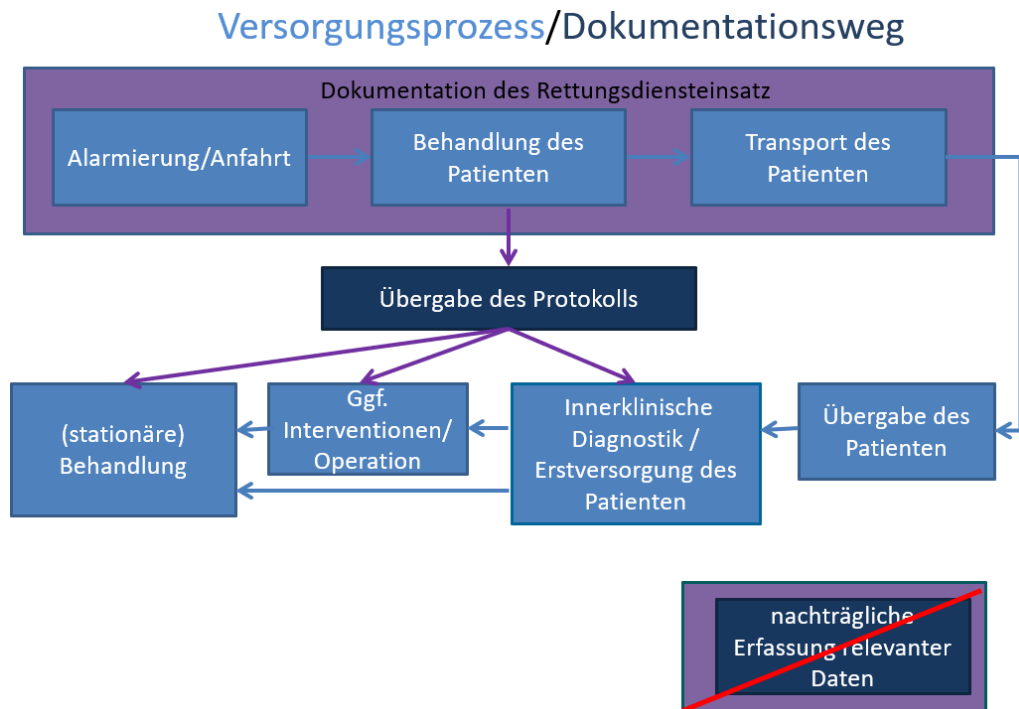 Versorgungsprozess/Dokumentationsweg
Dokumentation des Rettungsdiensteinsatz
Alarmierung/Anfahrt
Behandlung des
Patienten
Transport des
Patienten
Übergabe des Protokolls
(stationäre)
Behandlung
Ggf.
Interventionen/
Operation
Innerklinische
Diagnostik /
Erstversorgung des
Patienten
Übergabe des
Patienten
nachträgliche
Erfassung relevanter
Daten